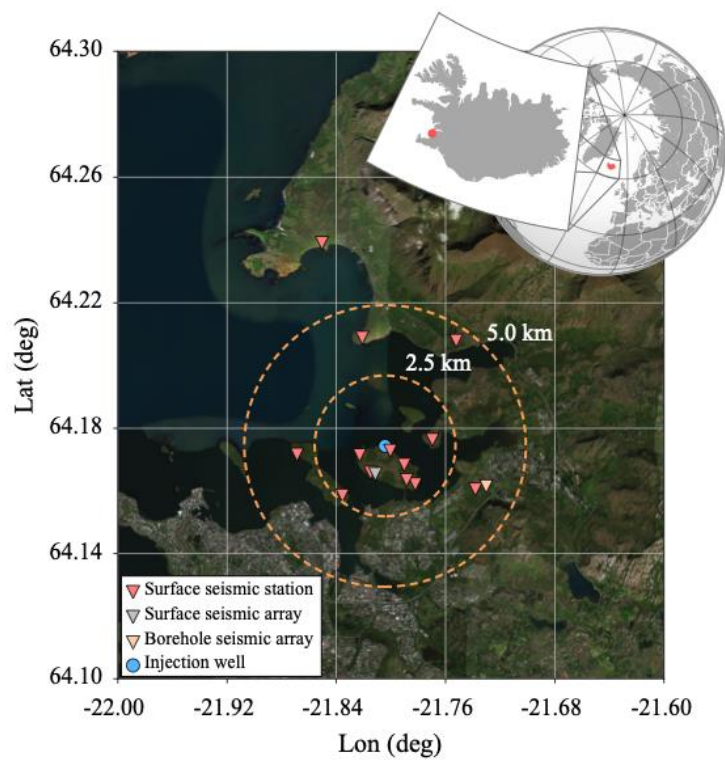 64.30
64.26
64.22
64.18
64.14
64.10
Lat (deg)
5.0 km
2.5 km
Surface seismic station
Surface seismic array
Borehole seismic array
Injection well
-22.00 -21.92 -21.84 -21.76 -21.68 -21.60
Lon (deg)